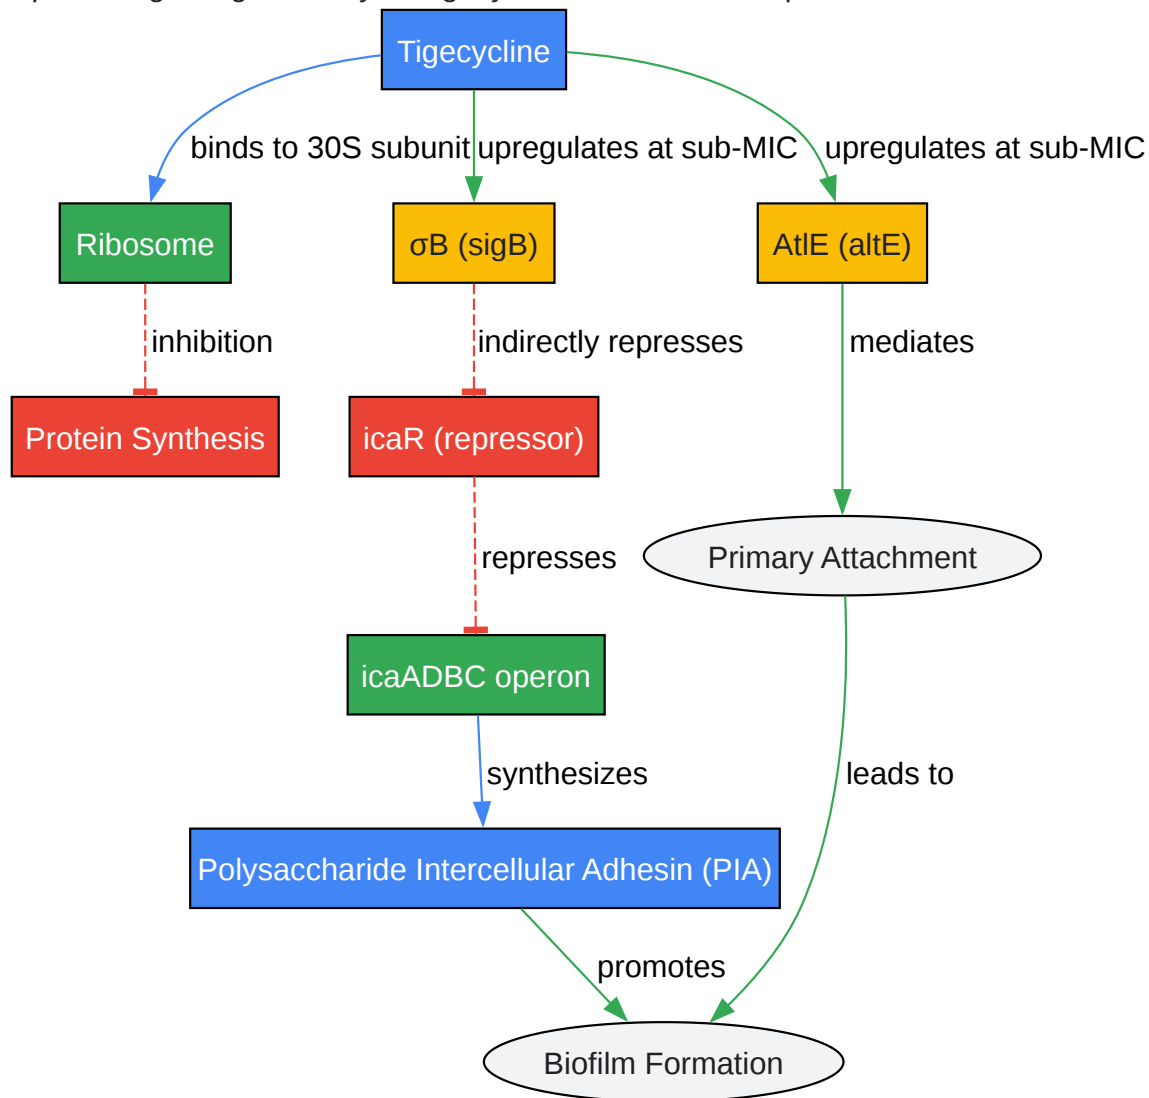 Tigecycline
binds to 30S subunit
upregulates at sub-MIC
upregulates at sub-MIC
Ribosome
σB (sigB)
AtlE (altE)
inhibition
indirectly represses
mediates
Protein Synthesis
icaR (repressor)
represses
Primary Attachment
icaADBC operon
synthesizes
leads to
Polysaccharide Intercellular Adhesin (PIA)
promotes
Biofilm Formation